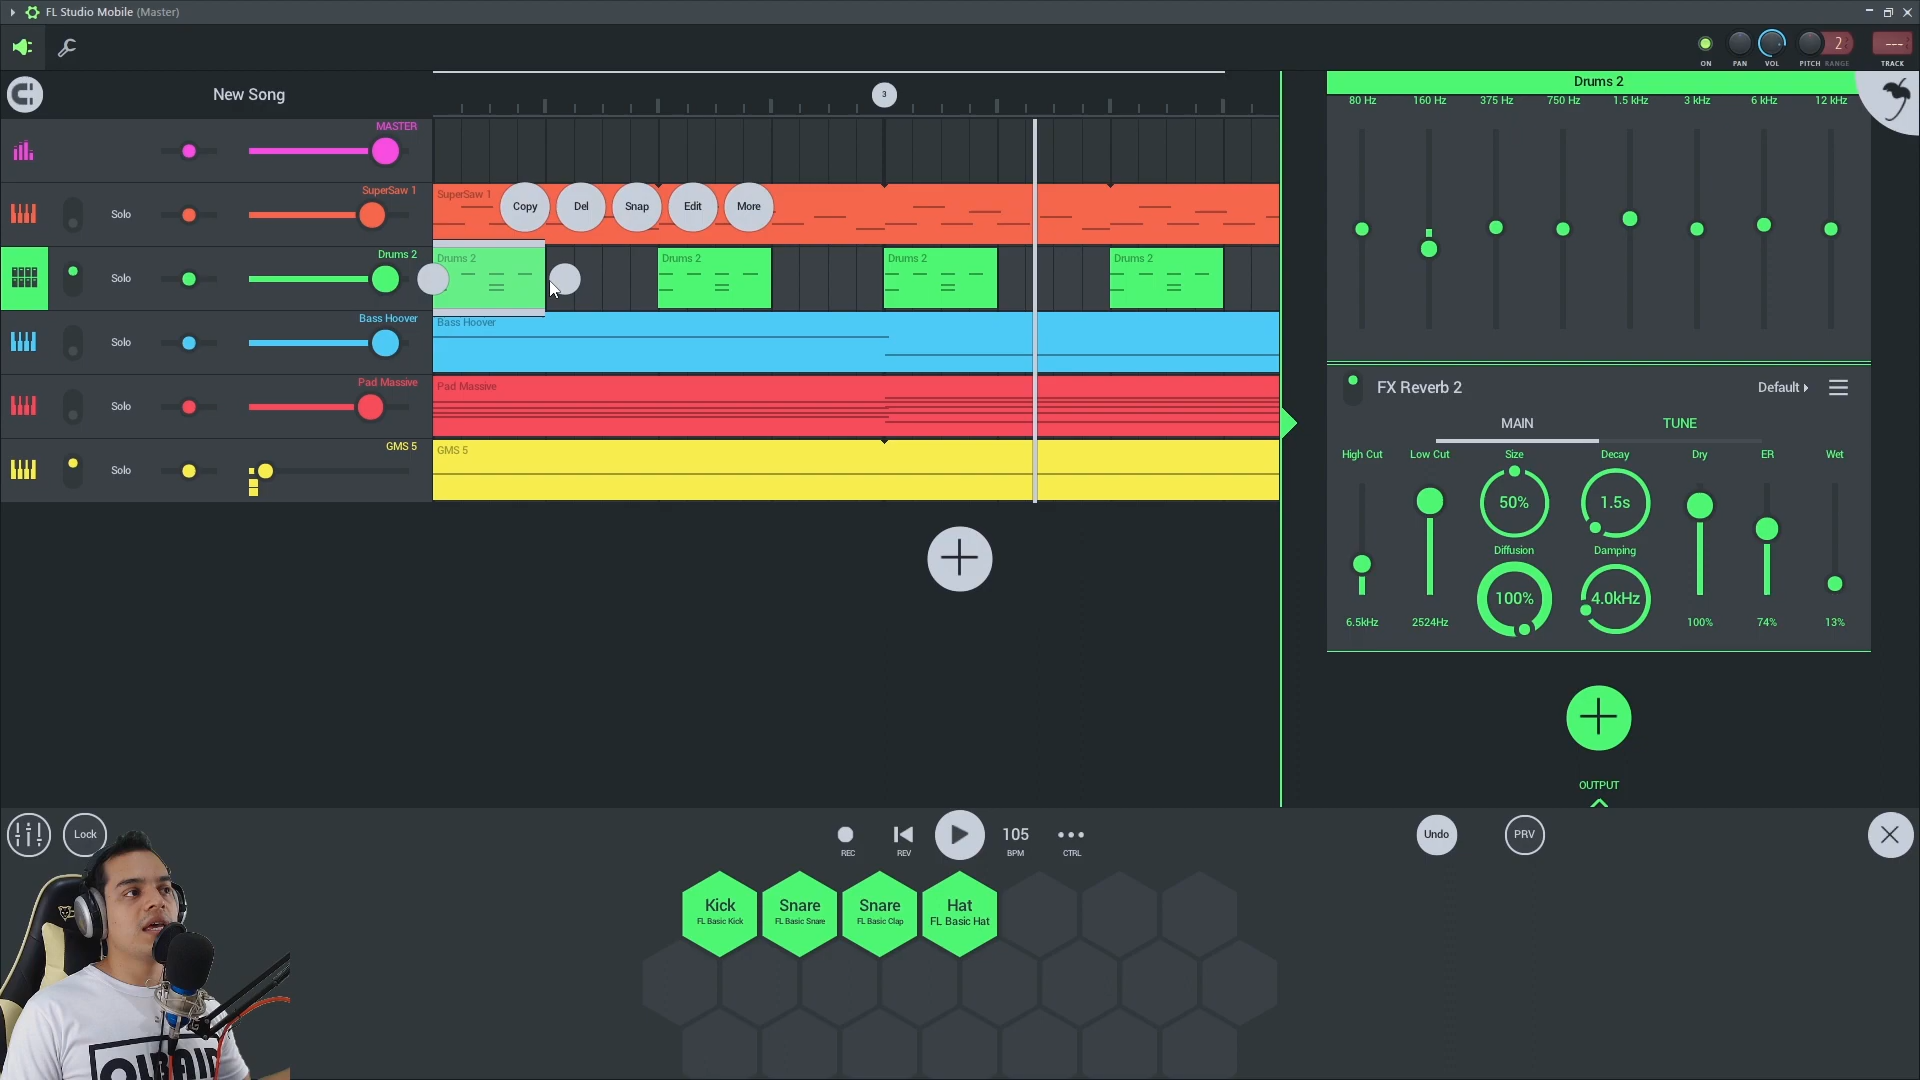 FL Studio Mobile (Master)
2
---
ON
PAN
VOL
PITCH RANGE
TRACK
New Song
3
Drums 2
80 Hz
160 Hz
375 Hz
750 Hz
1.5 kHz
3 kHz
6 kHz
12 kHz
MASTER
SuperSaw 1
Solo
SuperSaw 1
Copy
Del
Snap
Edit
More
Drums 2
Solo
Drums 2
Drums 2
Drums 2
Drums 2
Bass Hoover
Solo
Bass Hoover
Pad Massive
Solo
Pad Massive
GMS 5
Solo
GMS 5
FX Reverb 2
Default
MAIN
TUNE
High Cut
Low Cut
Size
Decay
Dry
ER
Wet
50%
1.5s
Diffusion
Damping
100%
4.0kHz
6.5kHz
2524Hz
100%
74%
13%
OUTPUT
Lock
REC
REV
105
BPM
CTRL
Undo
PRV
Kick
FL Basic Kick
Snare
FL Basic Snare
Snare
FL Basic Clap
Hat
FL Basic Hat